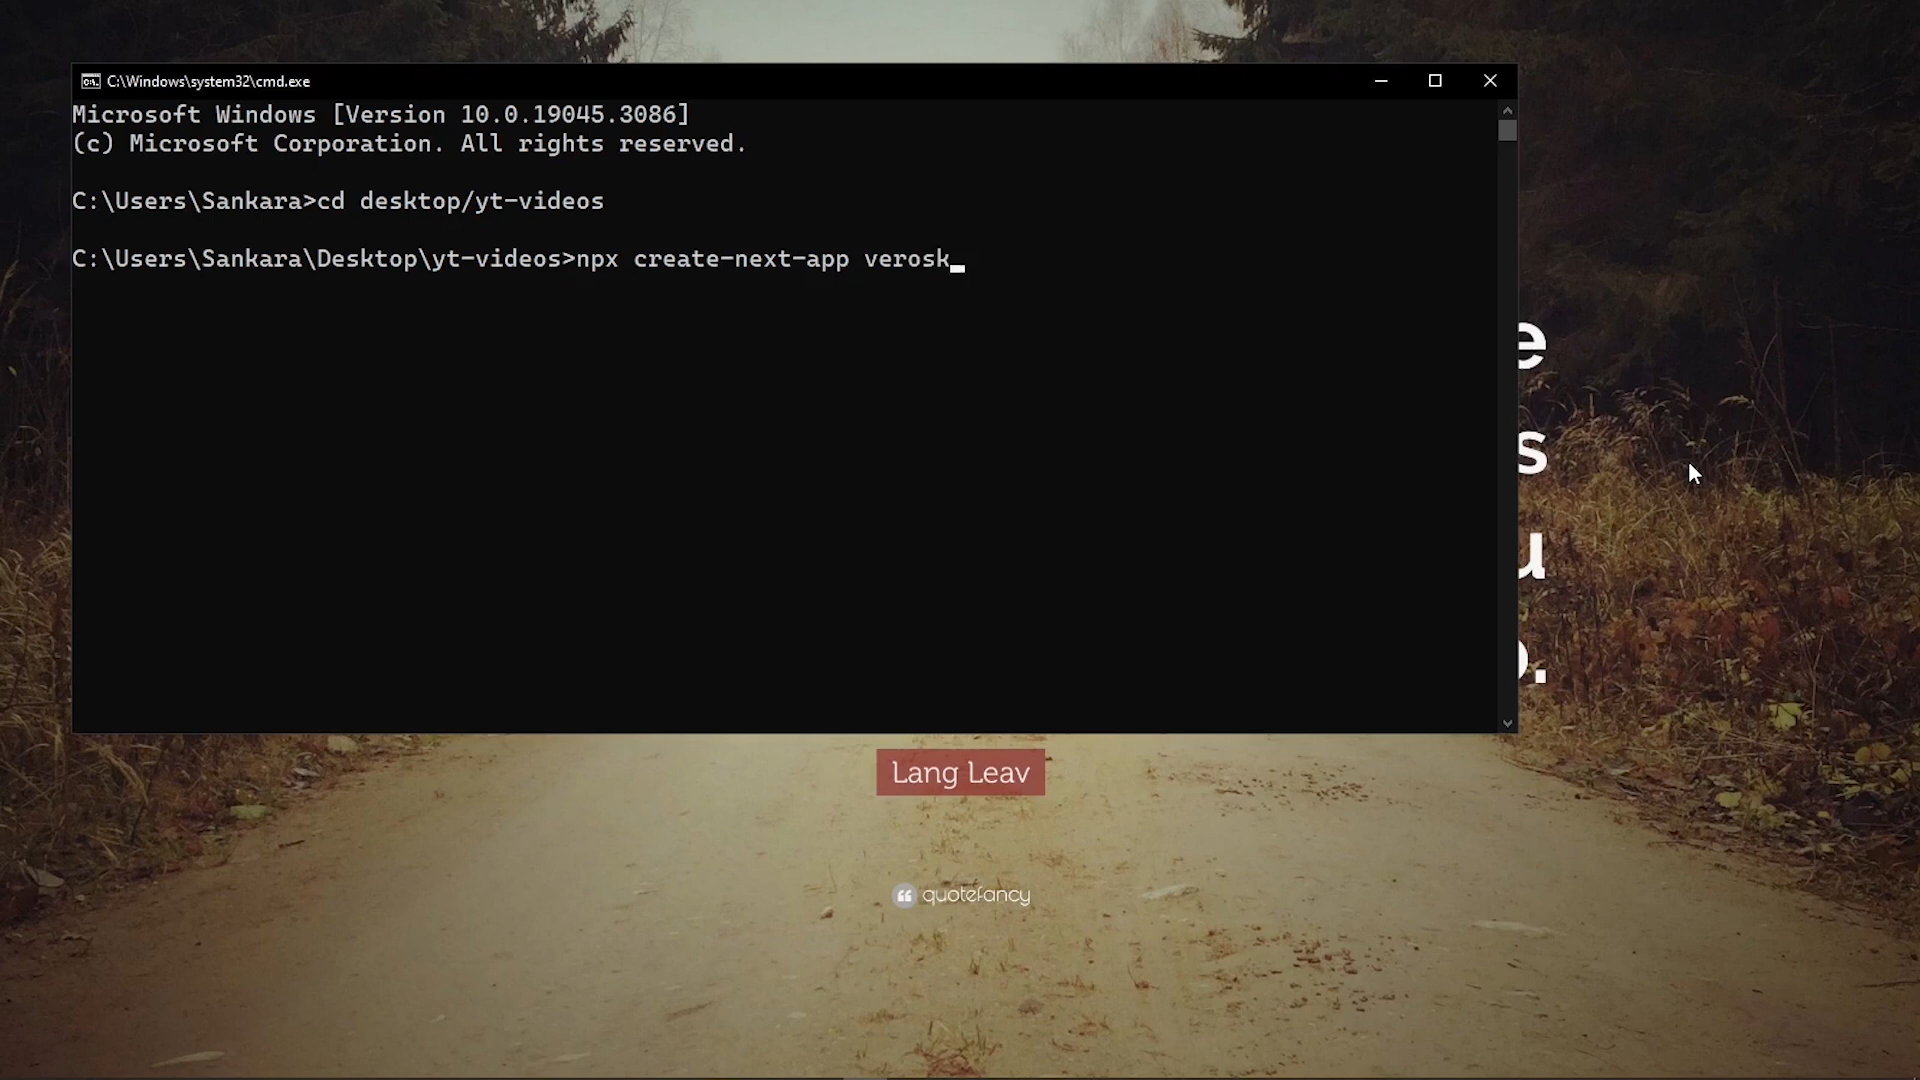 C:\Windows\system32\cmd.exe
Microsoft Windows [Version 10.0.19045.3086]
(c) Microsoft Corporation. All rights reserved.
C:\Users\Sankara>cd desktop/yt-videos
C:\Users\Sankara\Desktop\yt-videos>npx create-next-app verosk
e
s
u
Lang Leav
quotefancy